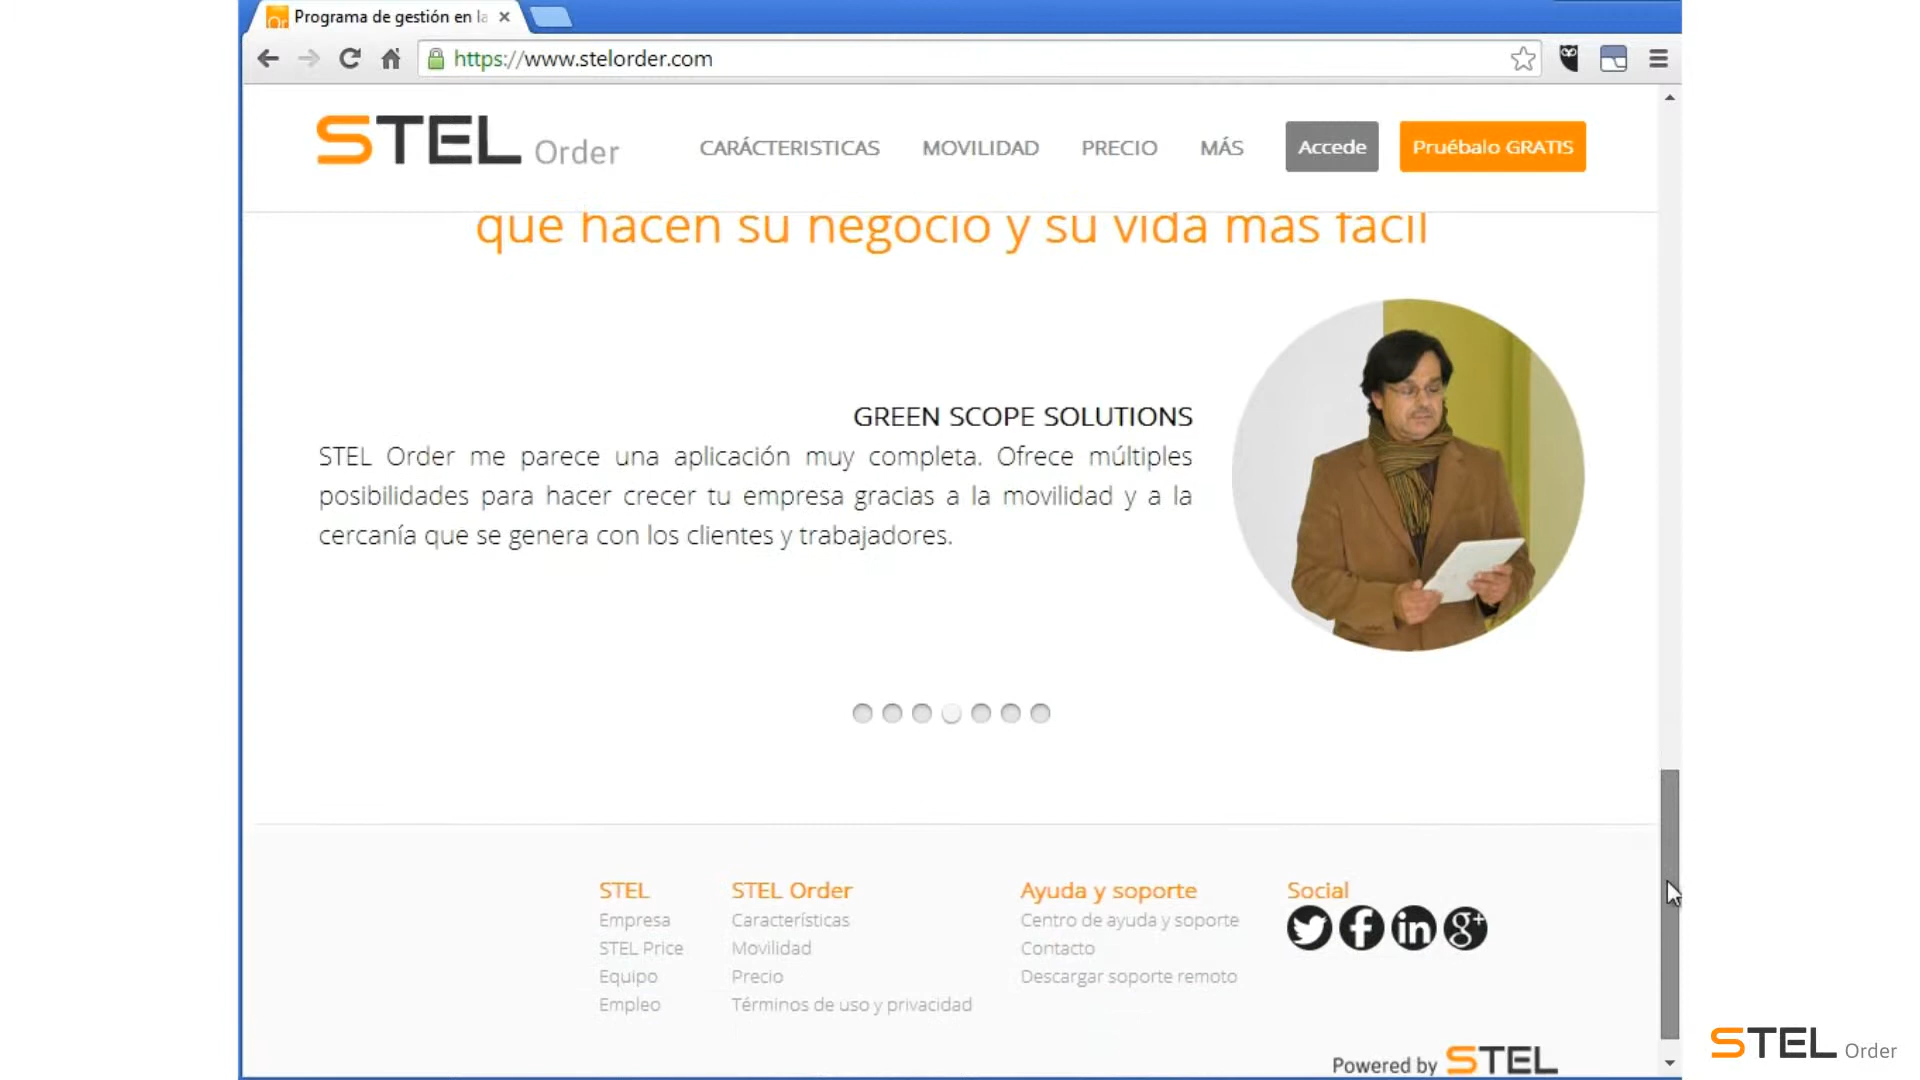 Programa de gestión en la
https://www.stelorder.com
STEL Order
CARÁCTERISTICAS MOVILIDAD PRECIO MÁS Accede Pruébalo GRATIS
que hacen su negocio y su vida más fácil
GREEN SCOPE SOLUTIONS
STEL Order me parece una aplicación muy completa. Ofrece múltiples
posibilidades para hacer crecer tu empresa gracias a la movilidad y a la
cercanía que se genera con los clientes y trabajadores.
STEL
Empresa
STEL Price
Equipo
Empleo
STEL Order
Características
Movilidad
Precio
Términos de uso y privacidad
Ayuda y soporte
Centro de ayuda y soporte
Contacto
Descargar soporte remoto
Social
Powered by STEL
STEL Order